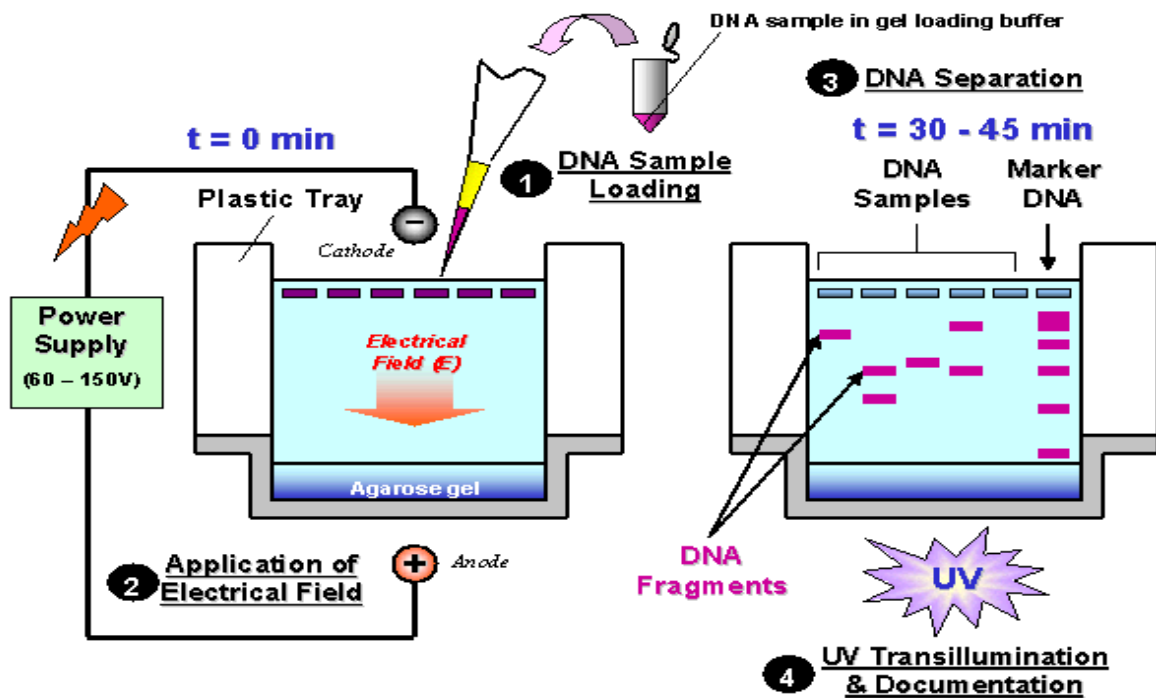 DNA sample in gel loading buffer
t = 0 min
1
DNA Sample
Loading
Plastic Tray
−
Cathode
Power
Supply
(60 – 150V)
Electrical
Field (E)
Agarose gel
2
Application of
Electrical Field
+
Anode
3
DNA Separation
t = 30 - 45 min
DNA
Samples
Marker
DNA
DNA
Fragments
UV
4
UV Transillumination
& Documentation